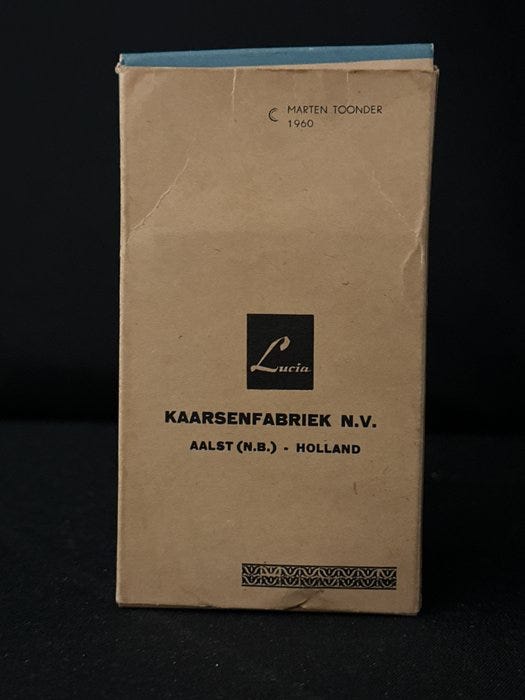 © MARTEN TOONDER
1960
Lucia
KAARSENFABRIEK N.V.
AALST (N.B.) - HOLLAND